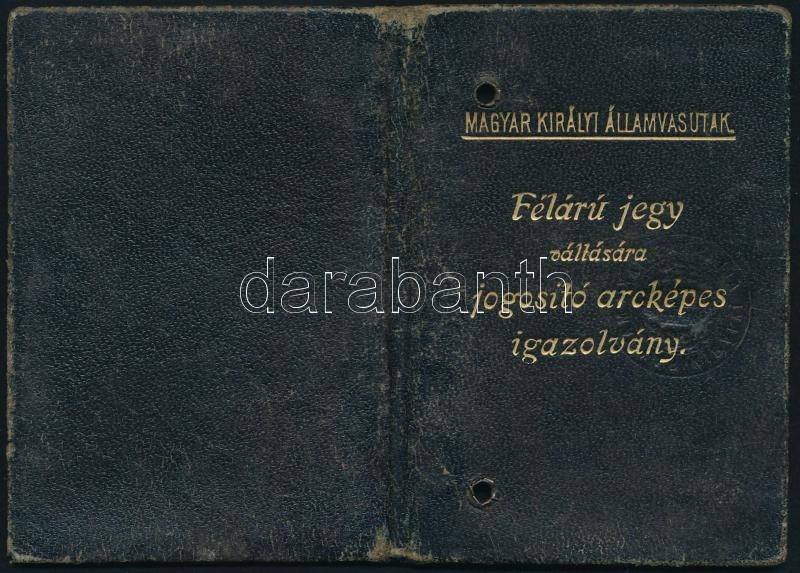 MAGYAR KIRÁLYI ÁLLAMVASUTAK.
Félárú jegy
váltására
jogosító arcképes
igazolvány.
darabanth